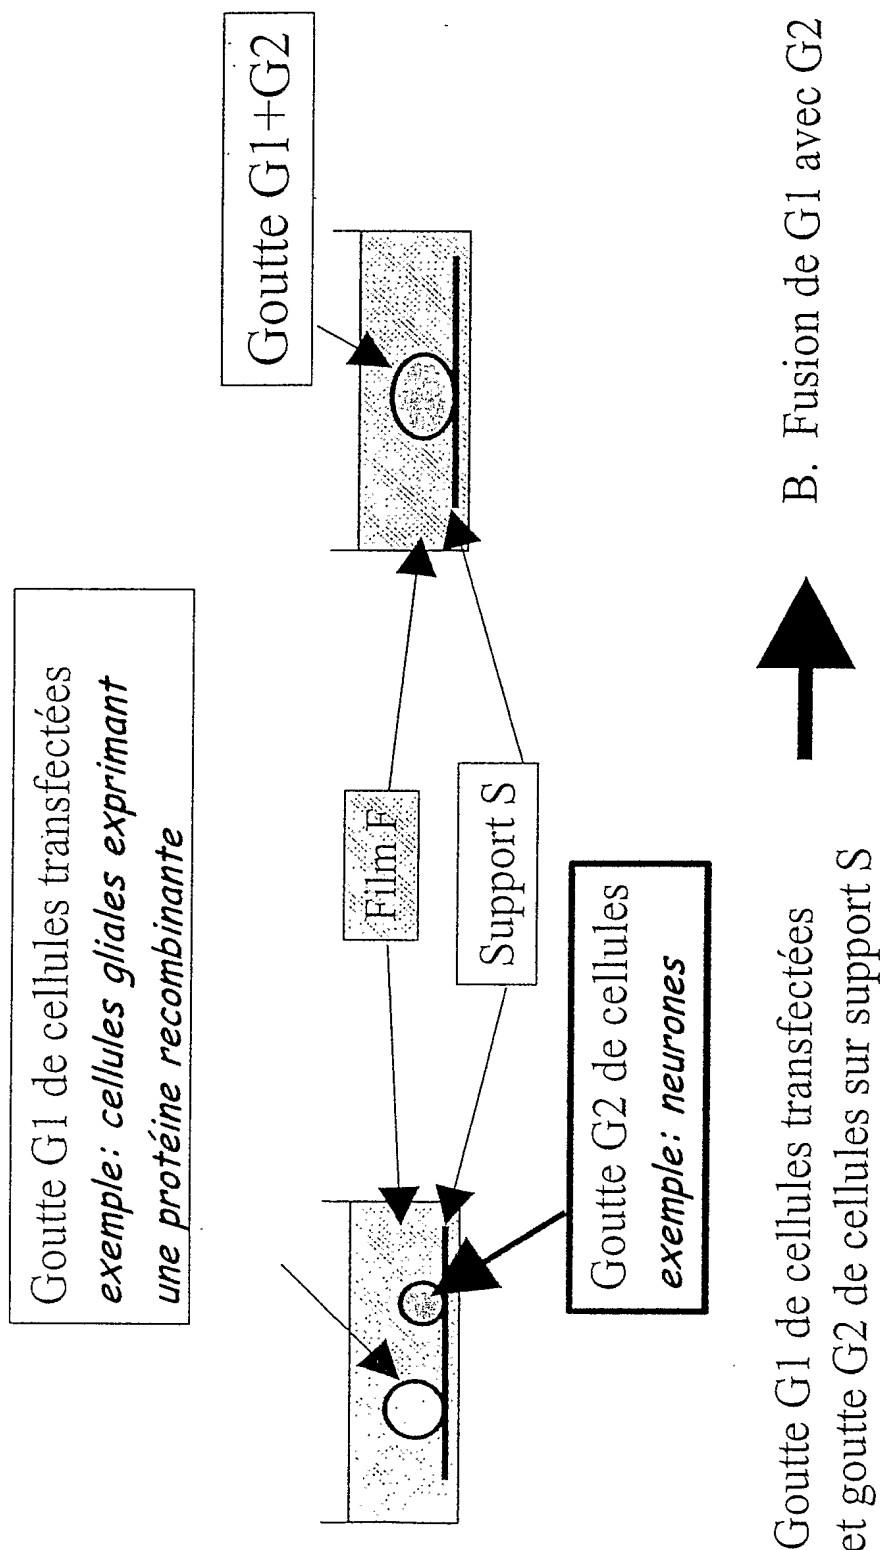 Goutte G1 de cellules transfectées
exemple: cellules gliales exprimant
une protéine recombinante
Goutte G1+G2
Film F
Support S
Goutte G2 de cellules
exemple: neurones
Goutte G1 de cellules transfectées
et goutte G2 de cellules sur support S
B. Fusion de G1 avec G2